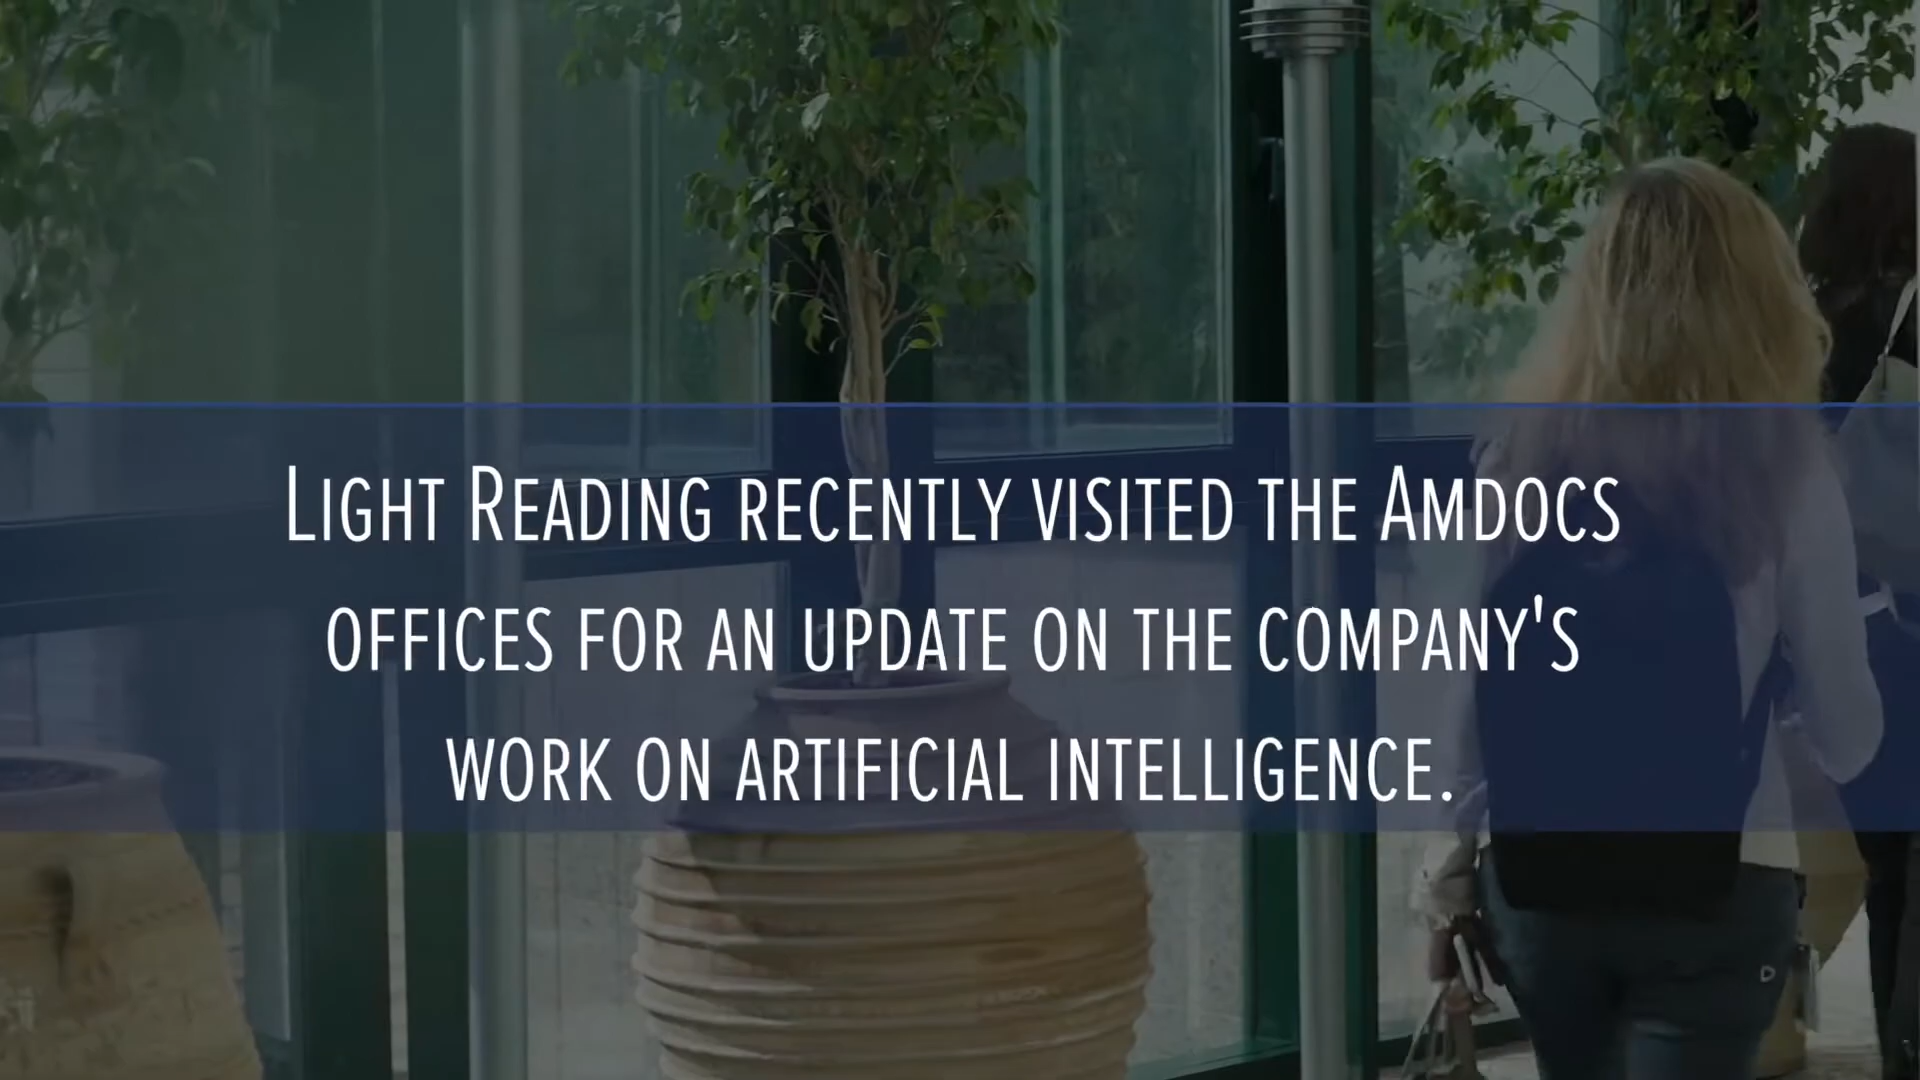 Light Reading recently visited the Amdocs
offices for an update on the company's
work on artificial intelligence.